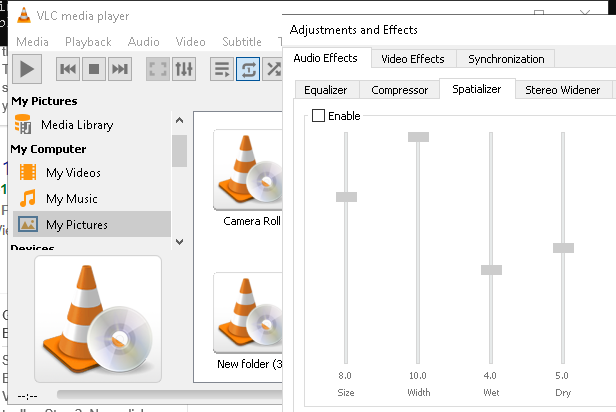 VLC media player
Media Playback Audio Video Subtitle T
My Pictures
Media Library
My Computer
My Videos
My Music
My Pictures
Devices
Camera Roll
New folder (3
--:--
Adjustments and Effects
Audio Effects Video Effects Synchronization
Equalizer Compressor Spatializer Stereo Widener
Enable
8.0 10.0 4.0 5.0
Size Width Wet Dry